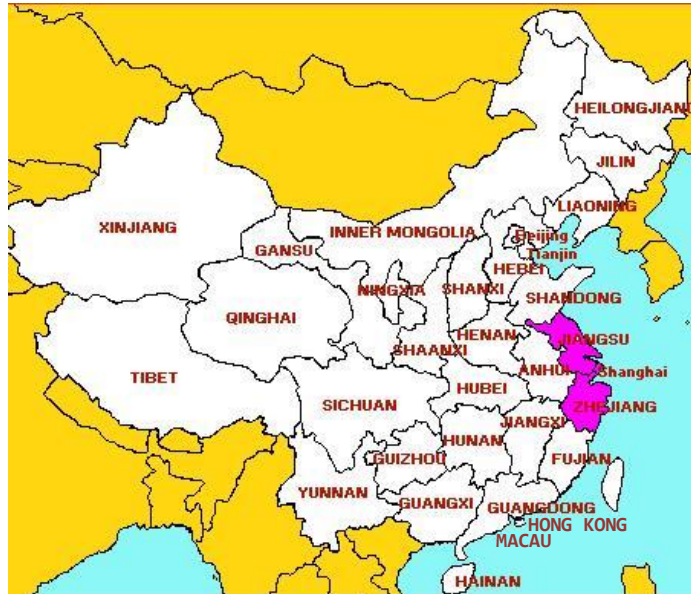 HEILONGJIANG
JILIN
LIAONING
XINJIANG
INNER MONGOLIA
Beijing
GANSU
Tianjin
HEBEI
NINGXIA
SHANXI
SHANDONG
QINGHAI
HENAN
JIANGSU
SHAANXI
ANHUI
Shanghai
TIBET
HUBEI
SICHUAN
ZHEJIANG
JIANGXI
HUNAN
GUIZHOU
FUJIAN
YUNNAN
GUANGXI
GUANGDONG
HONG KONG
MACAU
HAINAN